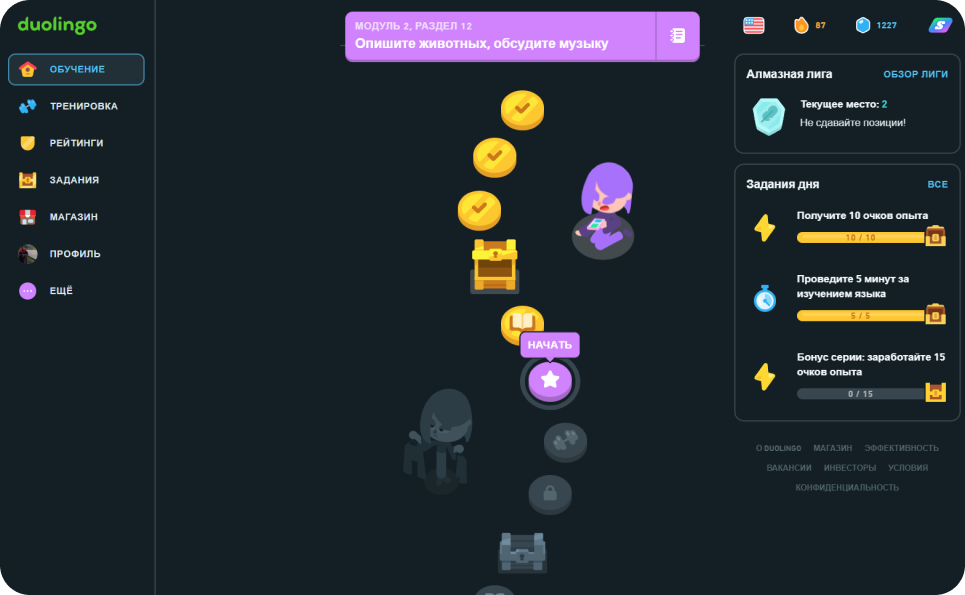 duolingo
ОБУЧЕНИЕ
ТРЕНИРОВКА
РЕЙТИНГИ
ЗАДАНИЯ
МАГАЗИН
ПРОФИЛЬ
ЕЩЁ
МОДУЛЬ 2, РАЗДЕЛ 12
Опишите животных, обсудите музыку
НАЧАТЬ
87
1227
S
Алмазная лига
ОБЗОР ЛИГИ
Текущее место: 2
Не сдавайте позиции!
Задания дня
ВСЕ
Получите 10 очков опыта
10 / 10
Проведите 5 минут за
изучением языка
5 / 5
Бонус серии: заработайте 15
очков опыта
0 / 15
О DUOLINGO МАГАЗИН ЭФФЕКТИВНОСТЬ
ВАКАНСИИ ИНВЕСТОРЫ УСЛОВИЯ
КОНФИДЕНЦИАЛЬНОСТЬ